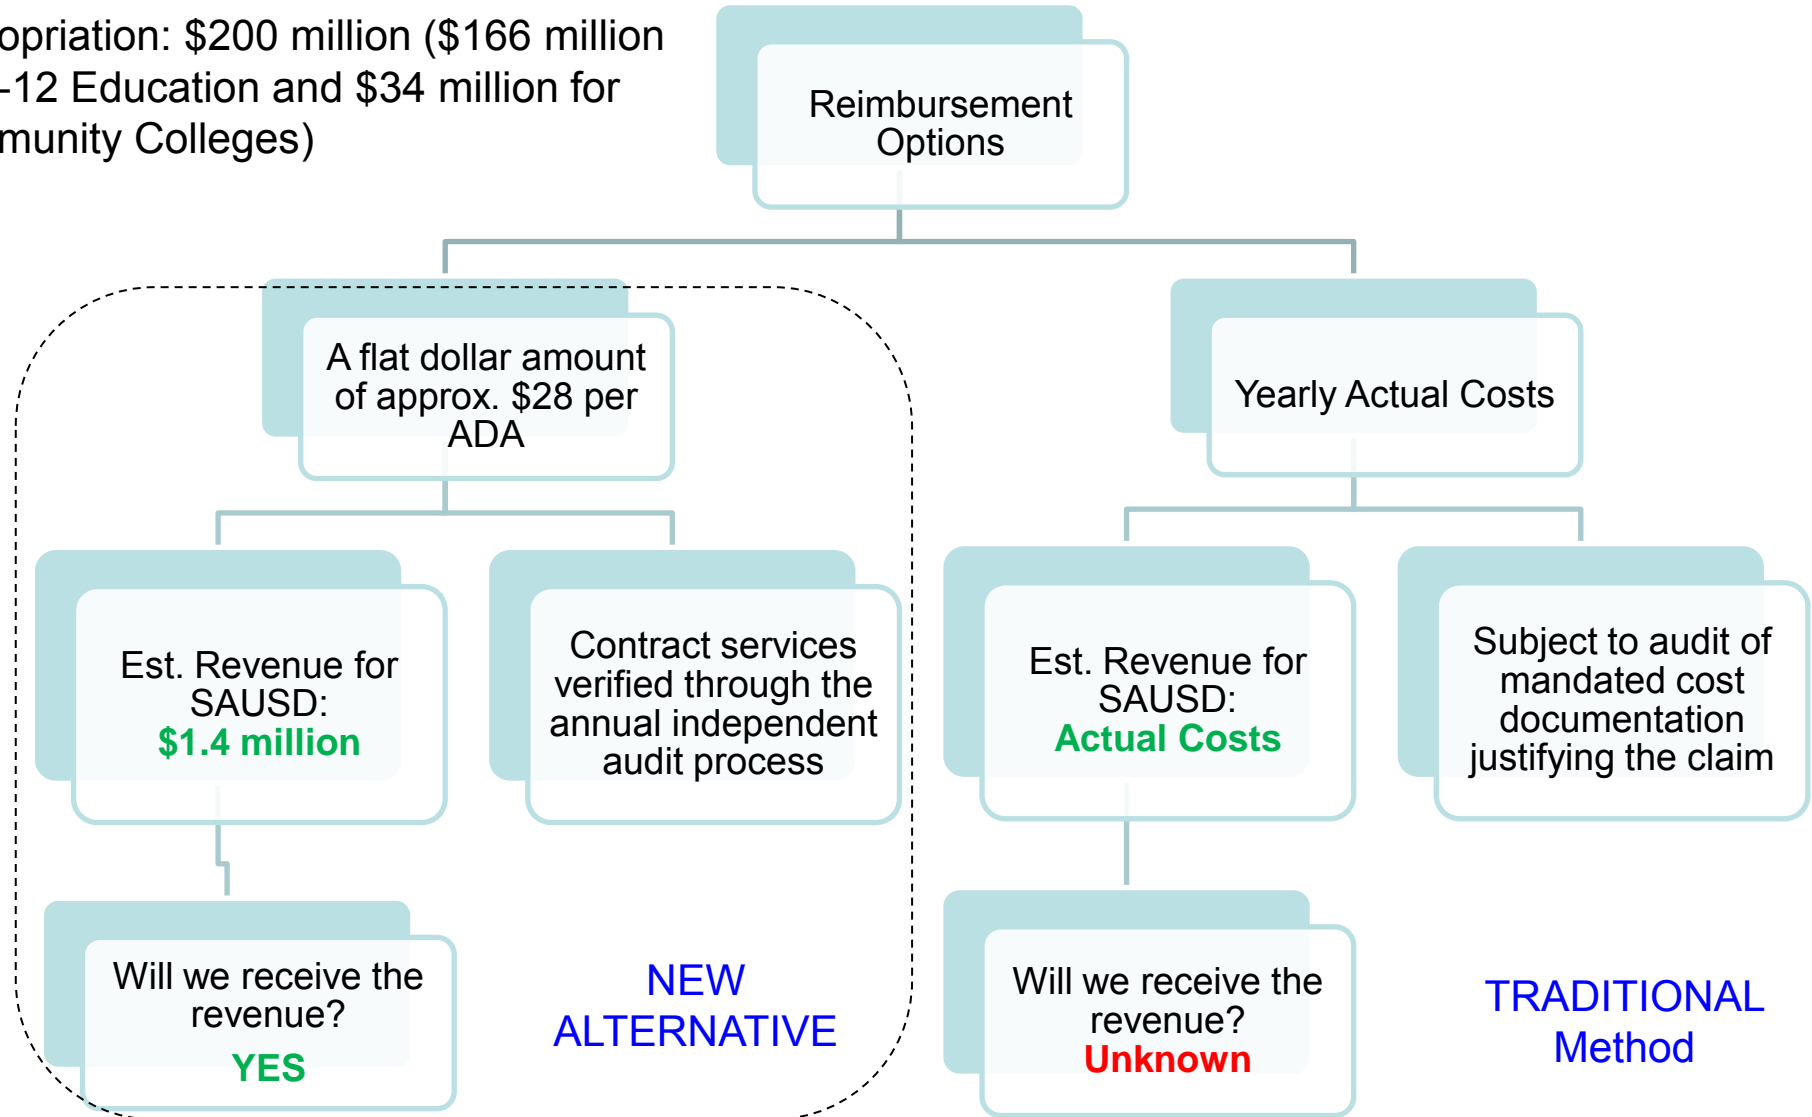 opriation: $200 million ($166 million
-12 Education and $34 million for
munity Colleges)
Reimbursement
Options
A flat dollar amount
of approx. $28 per
ADA
Yearly Actual Costs
Est. Revenue for
SAUSD:
$1.4 million
Contract services
verified through the
annual independent
audit process
Est. Revenue for
SAUSD:
Actual Costs
Subject to audit of
mandated cost
documentation
justifying the claim
Will we receive the
revenue?
YES
NEW
ALTERNATIVE
Will we receive the
revenue?
Unknown
TRADITIONAL
Method